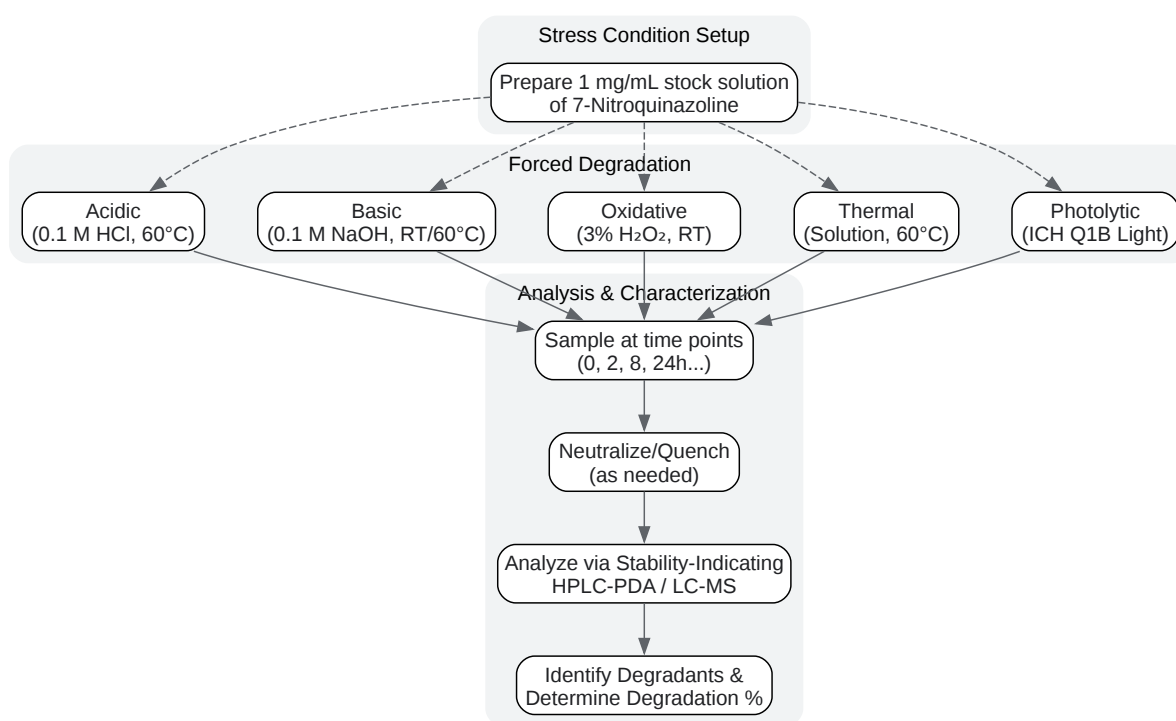 Stress Condition Setup
Prepare 1 mg/mL stock solution
of 7-Nitroquinazoline
Forced Degradation
Acidic
(0.1 M HCl, 60°C)
Basic
(0.1 M NaOH, RT/60°C)
Oxidative
(3% H₂O₂, RT)
Thermal
(Solution, 60°C)
Photolytic
(ICH Q1B Light)
Analysis & Characterization
Sample at time points
(0, 2, 8, 24h...)
Neutralize/Quench
(as needed)
Analyze via Stability-Indicating
HPLC-PDA / LC-MS
Identify Degradants &
Determine Degradation %